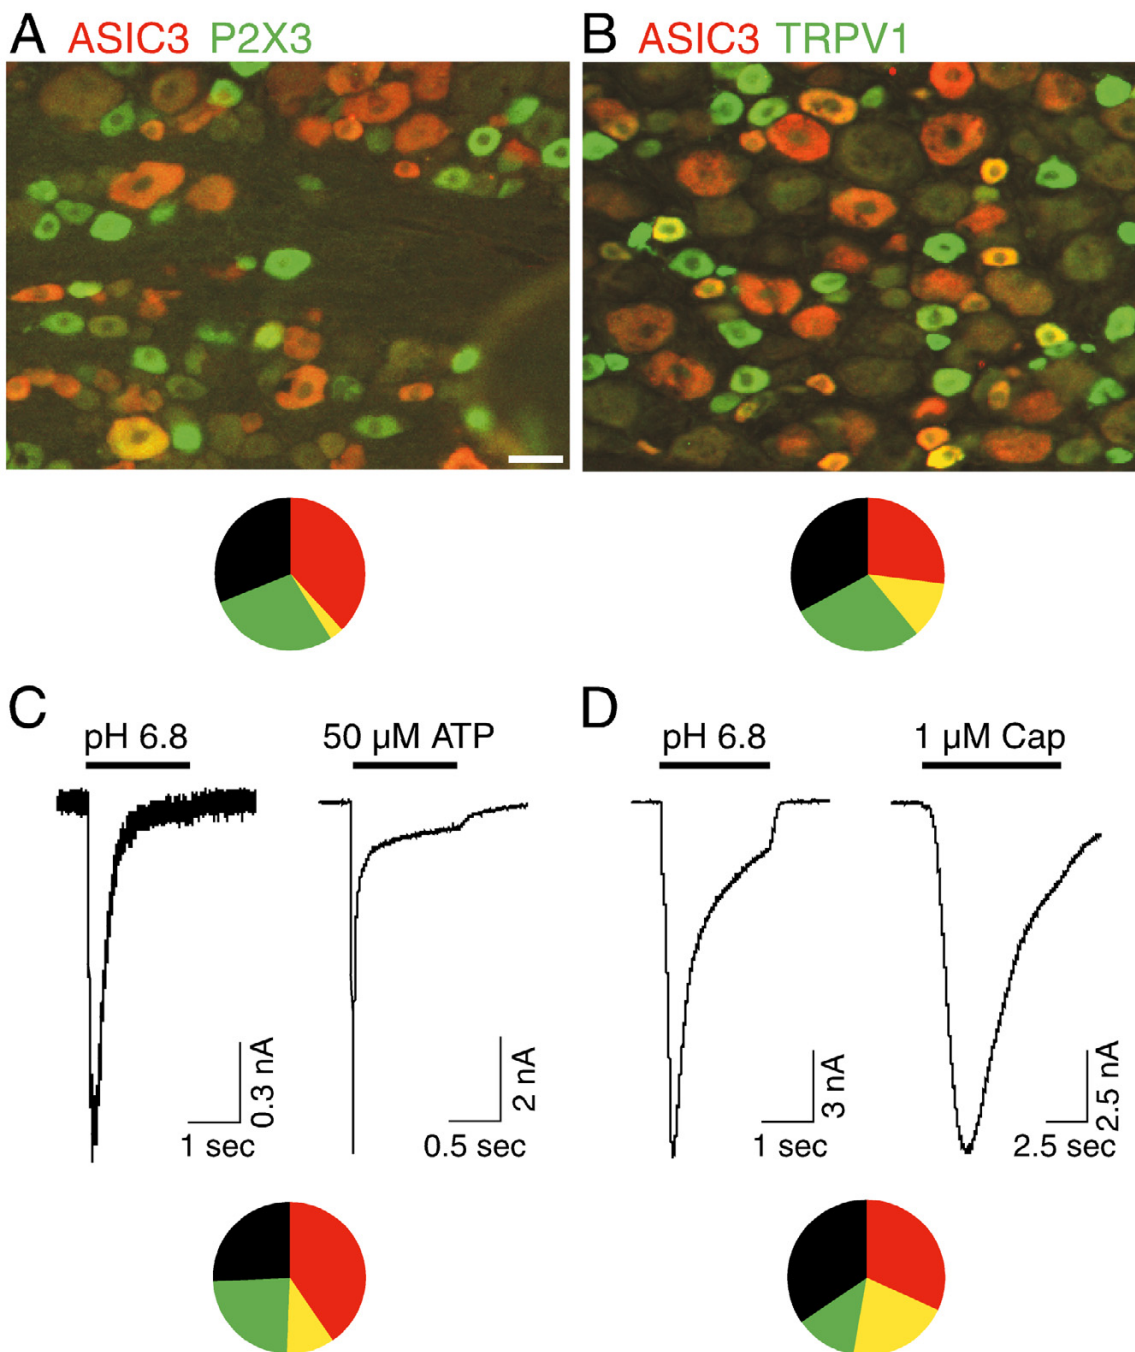 A ASIC3 P2X3
B ASIC3 TRPV1
C
pH 6.8
50 µM ATP
0.3 nA
1 sec
2 nA
0.5 sec
D
pH 6.8
1 µM Cap
3 nA
1 sec
2.5 nA
2.5 sec